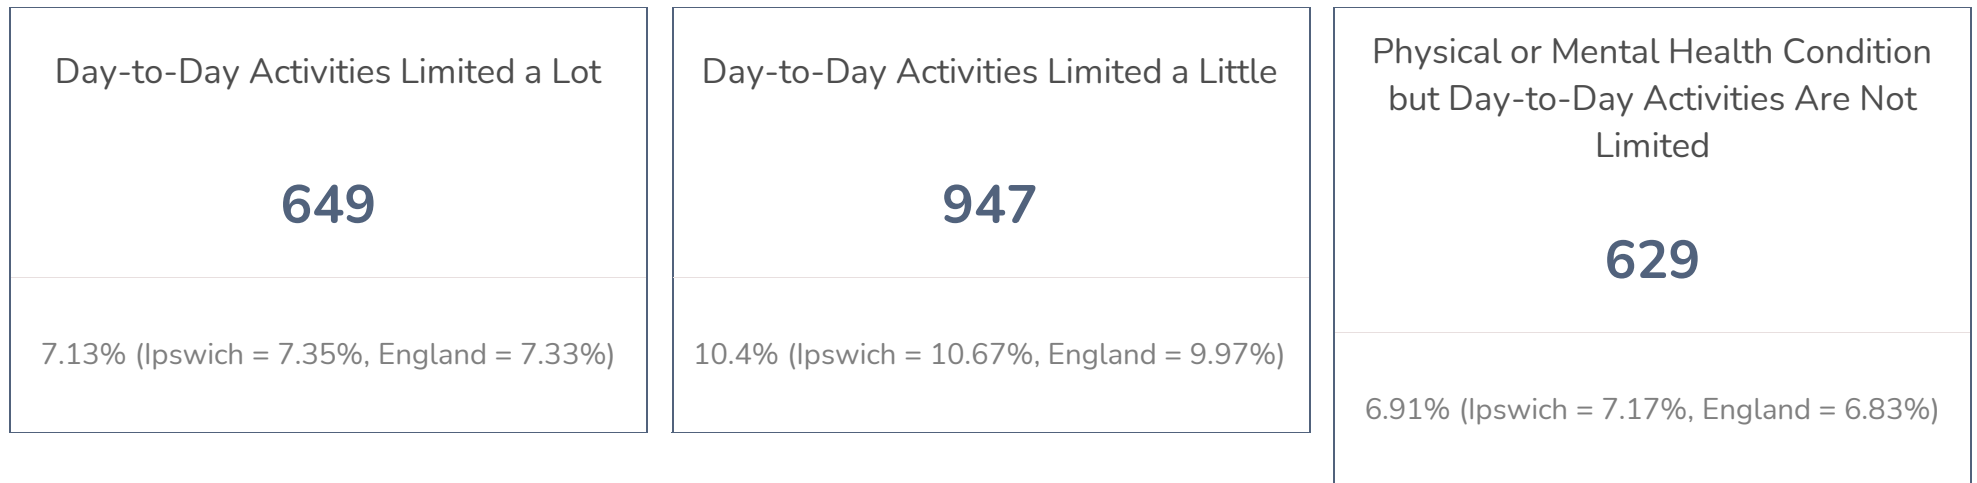 Day-to-Day Activities Limited a Lot
649
7.13% (Ipswich = 7.35%, England = 7.33%)
Day-to-Day Activities Limited a Little
947
10.4% (Ipswich = 10.67%, England = 9.97%)
Physical or Mental Health Condition
but Day-to-Day Activities Are Not
Limited
629
6.91% (Ipswich = 7.17%, England = 6.83%)